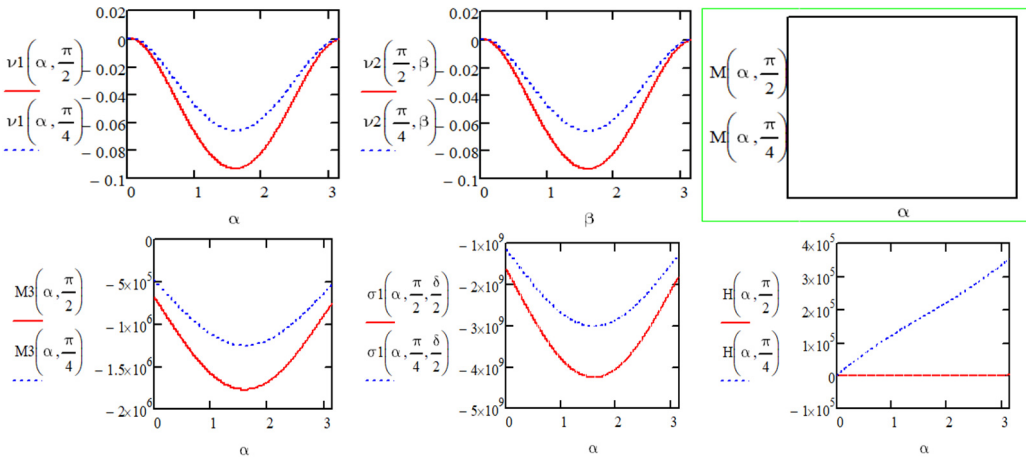 ν1(α, π/2)
ν1(α, π/4)
0.02
0
− 0.02
− 0.04
− 0.06
− 0.08
− 0.1
0 1 2 3
α
ν2(π/2, β)
ν2(π/4, β)
0.02
0
− 0.02
− 0.04
− 0.06
− 0.08
− 0.1
0 1 2 3
β
M(α, π/2)
M(α, π/4)
α
M3(α, π/2)
M3(α, π/4)
0
− 5×10^5
− 1×10^6
− 1.5×10^6
− 2×10^6
0 1 2 3
α
σ1(α, π/2, δ/2)
σ1(α, π/4, δ/2)
− 1×10^9
− 2×10^9
− 3×10^9
− 4×10^9
− 5×10^9
0 1 2 3
α
H(α, π/2)
H(α, π/4)
4×10^5
3×10^5
2×10^5
1×10^5
0
− 1×10^5
0 1 2 3
α